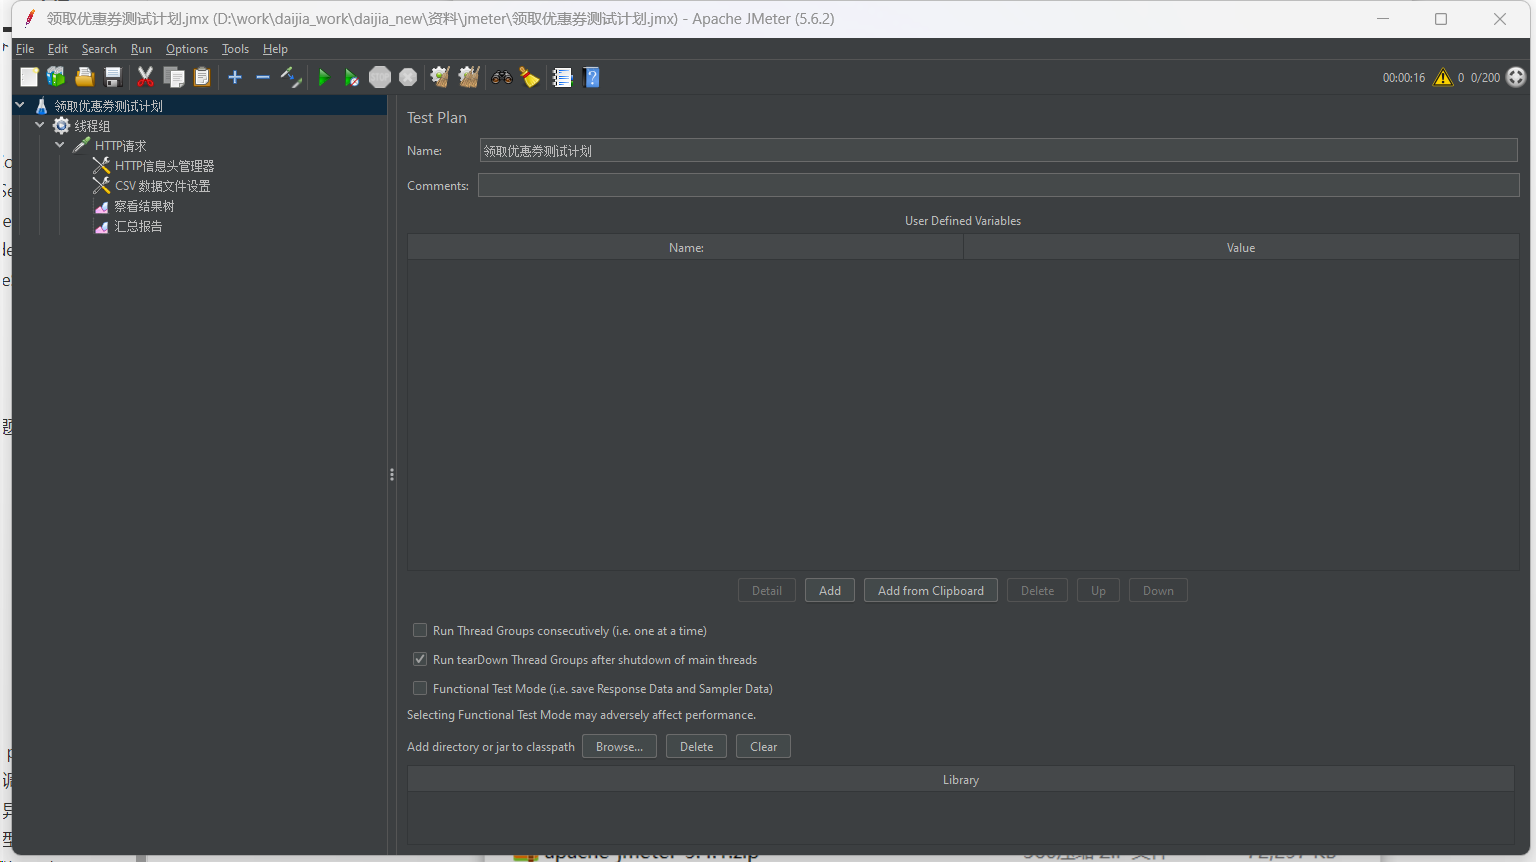 领取优惠券测试计划.jmx (D:\work\daijia_work\daijia_new\资料\jmeter\领取优惠券测试计划.jmx) - Apache JMeter (5.6.2)
File Edit Search Run Options Tools Help
00:00:16 0 0/200
领取优惠券测试计划
线程组
HTTP请求
HTTP信息头管理器
CSV 数据文件设置
察看结果树
汇总报告
Test Plan
Name: 领取优惠券测试计划
Comments:
User Defined Variables
Name: Value
Detail Add Add from Clipboard Delete Up Down
Run Thread Groups consecutively (i.e. one at a time)
Run tearDown Thread Groups after shutdown of main threads
Functional Test Mode (i.e. save Response Data and Sampler Data)
Selecting Functional Test Mode may adversely affect performance.
Add directory or jar to classpath Browse... Delete Clear
Library